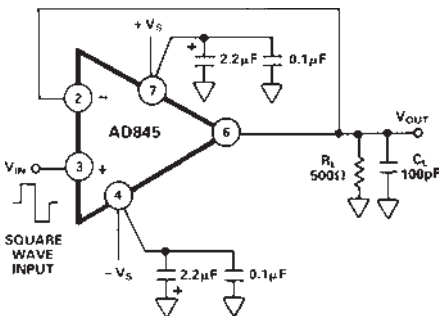 +VS
+
2.2μF
0.1μF
7
2
−
AD845
6
VOUT
VIN
3
+
4
RL
500Ω
CL
100pF
SQUARE
WAVE
INPUT
−VS
2.2μF
0.1μF
+